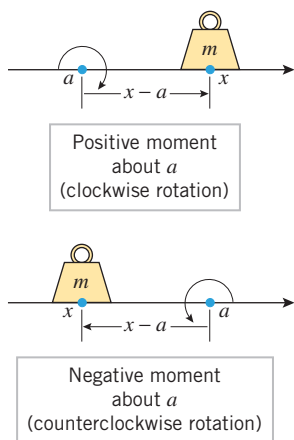 m
a x
x – a
Positive moment
about a
(clockwise rotation)
m
x a
x – a
Negative moment
about a
(counterclockwise rotation)